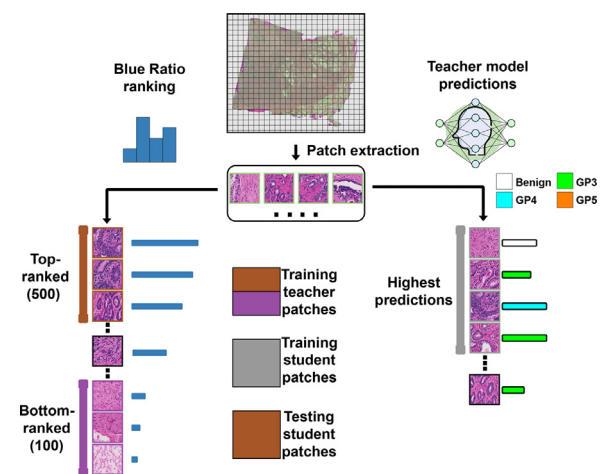 Blue Ratio
ranking
Teacher model
predictions
Patch extraction
Benign
GP3
GP4
GP5
Top-
ranked
(500)
Training
teacher
patches
Highest
predictions
Training
student
patches
Bottom-
ranked
(100)
Testing
student
patches